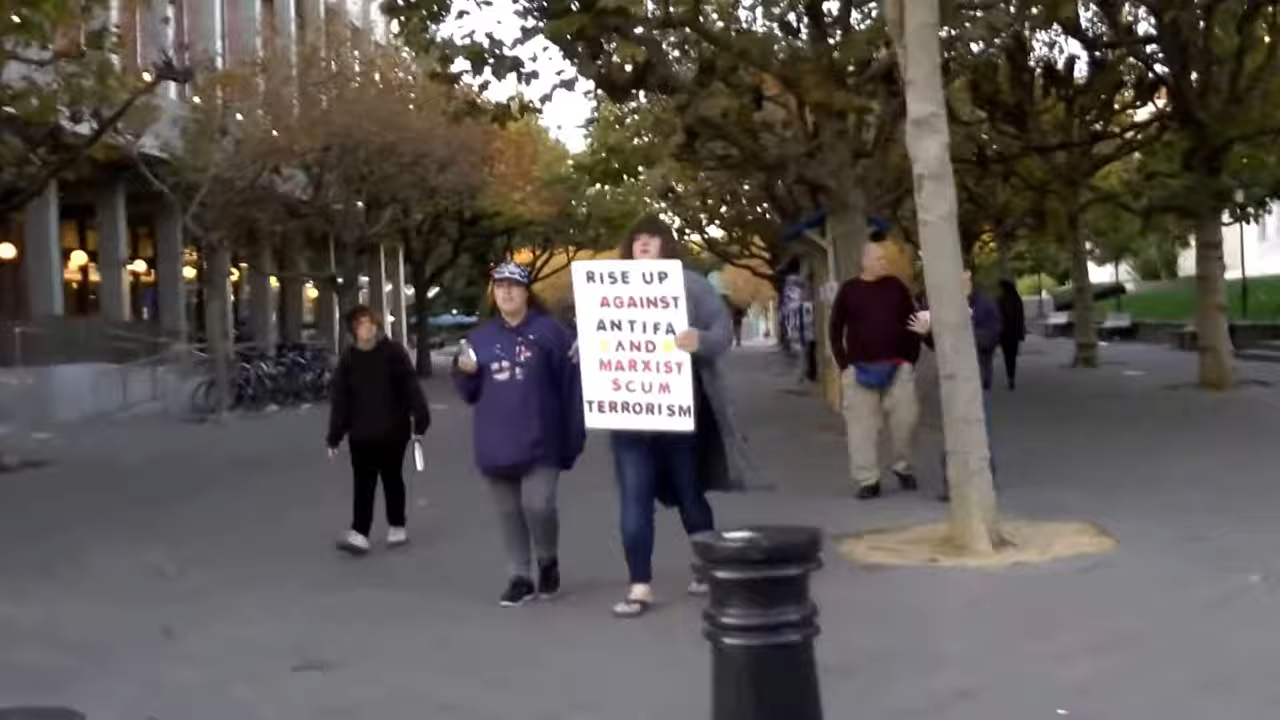 RISE UP
AGAINST
ANTIFA
AND
MARXIST
SCUM
TERRORISM